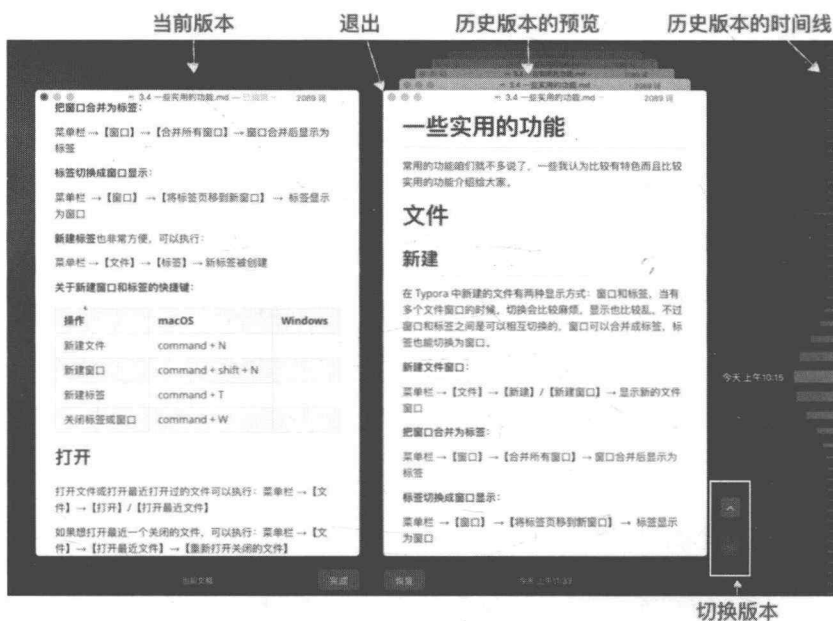 当前版本
退出
历史版本的预览
历史版本的时间线
3.4 一些实用的功能.md — 已编辑
2089 词
把窗口合并为标签：
菜单栏 →【窗口】→【合并所有窗口】→ 窗口合并后显示为
标签
标签切换成窗口显示：
菜单栏 →【窗口】→【将标签页移到新窗口】→ 标签显示
为窗口
新建标签也非常方便，可以执行：
菜单栏 →【文件】→【标签】→ 新标签被创建
关于新建窗口和标签的快捷键：
操作 macOS Windows
新建文件 command + N
新建窗口 command + shift + N
新建标签 command + T
关闭标签或窗口 command + W
打开
打开文件或打开最近打开过的文件可以执行：菜单栏 →【文
件】→【打开】/【打开最近文件】
如果想打开最近一个关闭的文件，可以执行：菜单栏 →【文
件】→【打开最近文件】→【重新打开关闭的文件】
当前文稿
完成
3.4 一些实用的功能.md
2089 词
3.4 一些实用的功能.md
2089 词
一些实用的功能
常用的功能咱们就不多说了，一些我认为比较有特色而且比较
实用的功能介绍给大家。
文件
新建
在 Typora 中新建的文件有两种显示方式：窗口和标签，当有
多个文件窗口的时候，切换会比较麻烦，显示也比较乱，不过
窗口和标签之间是可以相互切换的，窗口可以合并成标签，标
签也能切换为窗口。
新建文件窗口：
菜单栏 →【文件】→【新建】/【新建窗口】→ 显示新的文件
窗口
把窗口合并为标签：
菜单栏 →【窗口】→【合并所有窗口】→ 窗口合并后显示为
标签
标签切换成窗口显示：
菜单栏 →【窗口】→【将标签页移到新窗口】→ 标签显示
为窗口
恢复
今天 上午10:15
切换版本